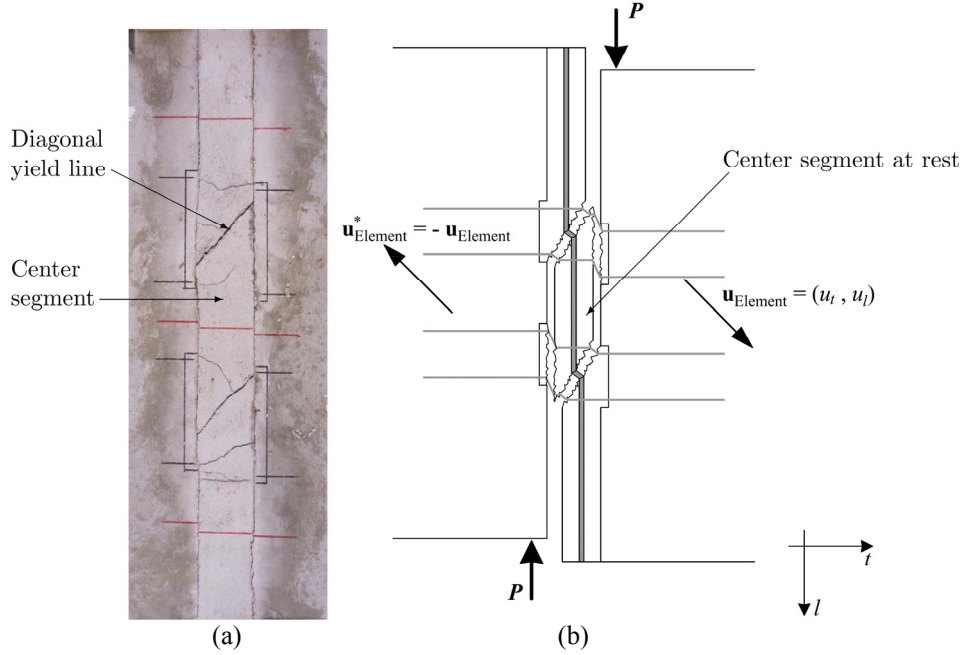 Diagonal
yield line
Center
segment
(a)
P
Center segment at rest
u*Element = - uElement
uElement = (ut , ul)
P
t
l
(b)